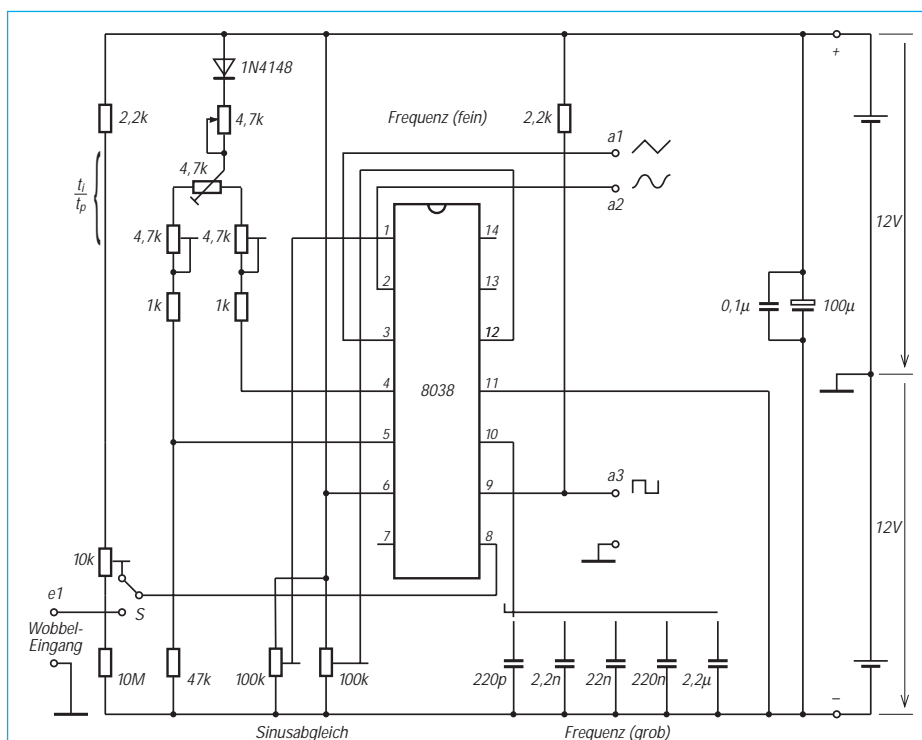 1N4148
+
2,2k
4,7k
Frequenz (fein)
2,2k
a1
ti/tp
4,7k
a2
4,7k
4,7k
12V
1
14
2
13
1k
1k
0,1µ
100µ
3
12
4
8038
11
5
10
a3
6
9
12V
7
8
10k
e1
S
Wobbel-
Eingang
10M
47k
100k
100k
220p
2,2n
22n
220n
2,2µ
−
Sinusabgleich
Frequenz (grob)